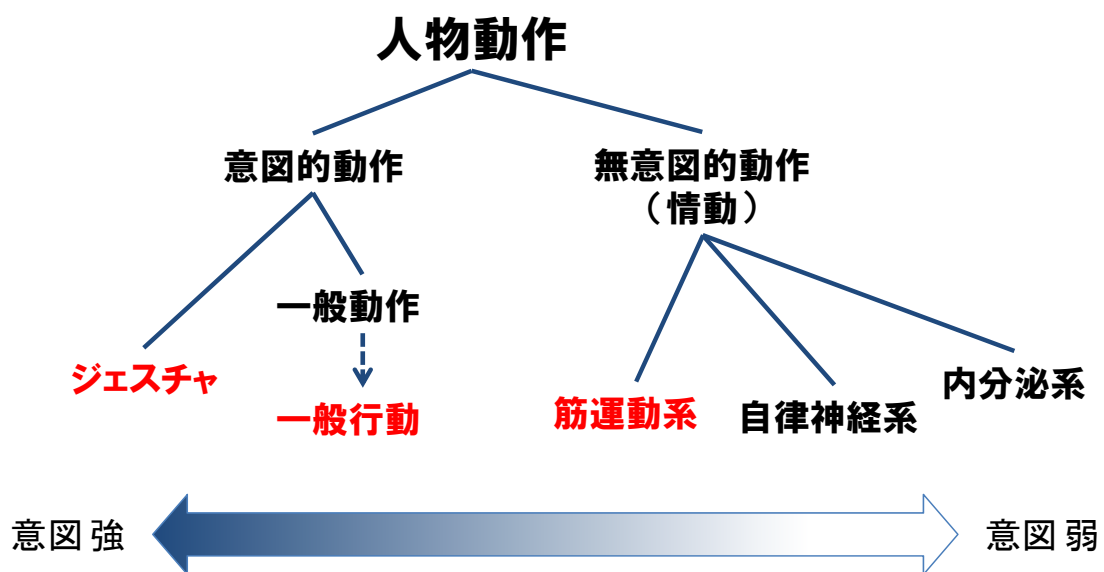 人物動作
意図的動作
無意図的動作
（情動）
一般動作
ジェスチャ
一般行動
筋運動系
自律神経系
内分泌系
意図 強
意図 弱